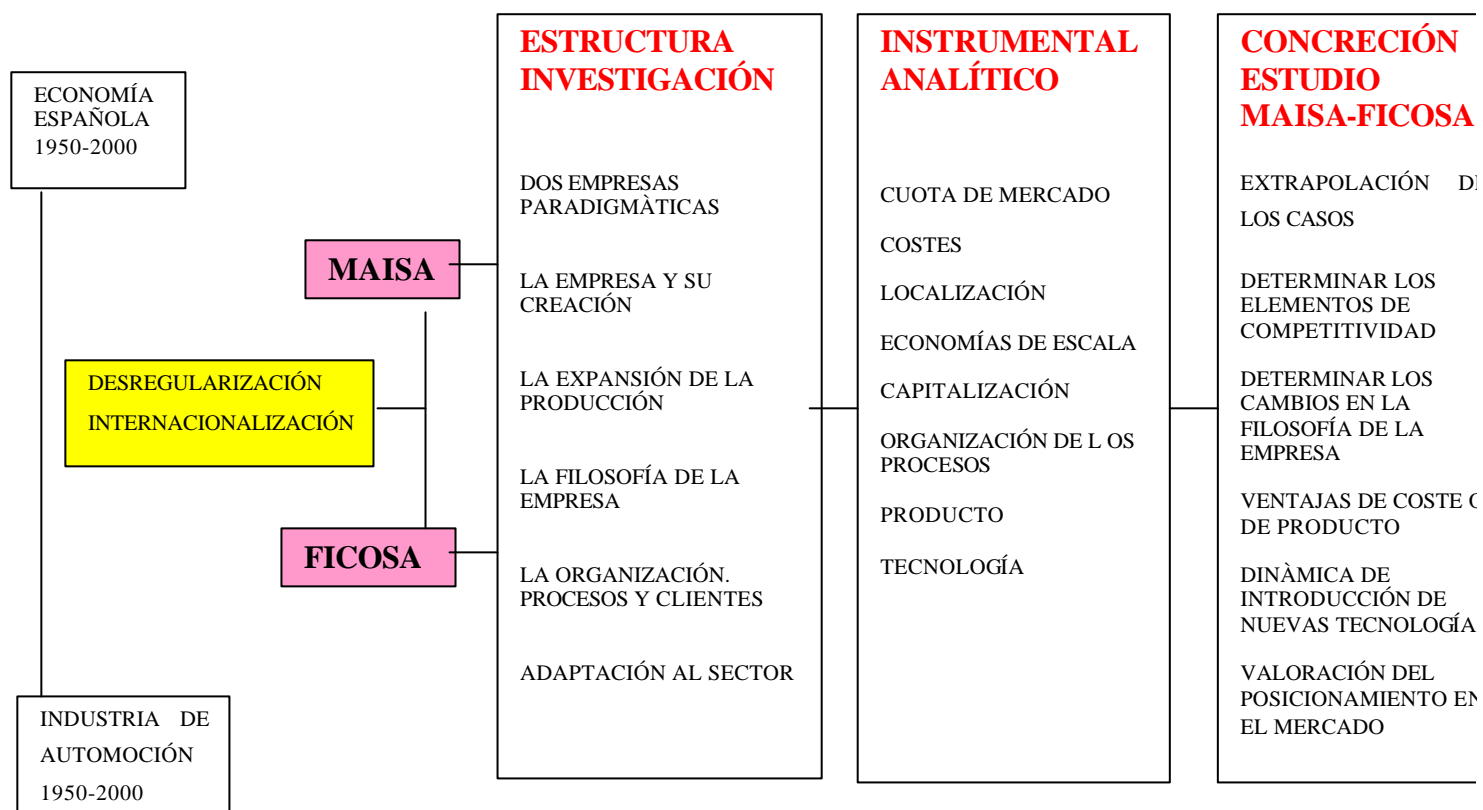 ECONOMÍA
ESPAÑOLA
1950-2000
INDUSTRIA DE
AUTOMOCIÓN
1950-2000
DESREGULARIZACIÓN
INTERNACIONALIZACIÓN
MAISA
FICOSA
ESTRUCTURA
INVESTIGACIÓN
DOS EMPRESAS
PARADIGMÀTICAS
LA EMPRESA Y SU
CREACIÓN
LA EXPANSIÓN DE LA
PRODUCCIÓN
LA FILOSOFÍA DE LA
EMPRESA
LA ORGANIZACIÓN.
PROCESOS Y CLIENTES
ADAPTACIÓN AL SECTOR
INSTRUMENTAL
ANALÍTICO
CUOTA DE MERCADO
COSTES
LOCALIZACIÓN
ECONOMÍAS DE ESCALA
CAPITALIZACIÓN
ORGANIZACIÓN DE L OS
PROCESOS
PRODUCTO
TECNOLOGÍA
CONCRECIÓN
ESTUDIO
MAISA-FICOSA
EXTRAPOLACIÓN
LOS CASOS
DETERMINAR LOS
ELEMENTOS DE
COMPETITIVIDAD
DETERMINAR LOS
CAMBIOS EN LA
FILOSOFÍA DE LA
EMPRESA
VENTAJAS DE COSTE
DE PRODUCTO
DINÀMICA DE
INTRODUCCIÓN DE
NUEVAS TECNOLOGÍA
VALORACIÓN DEL
POSICIONAMIENTO
EL MERCADO